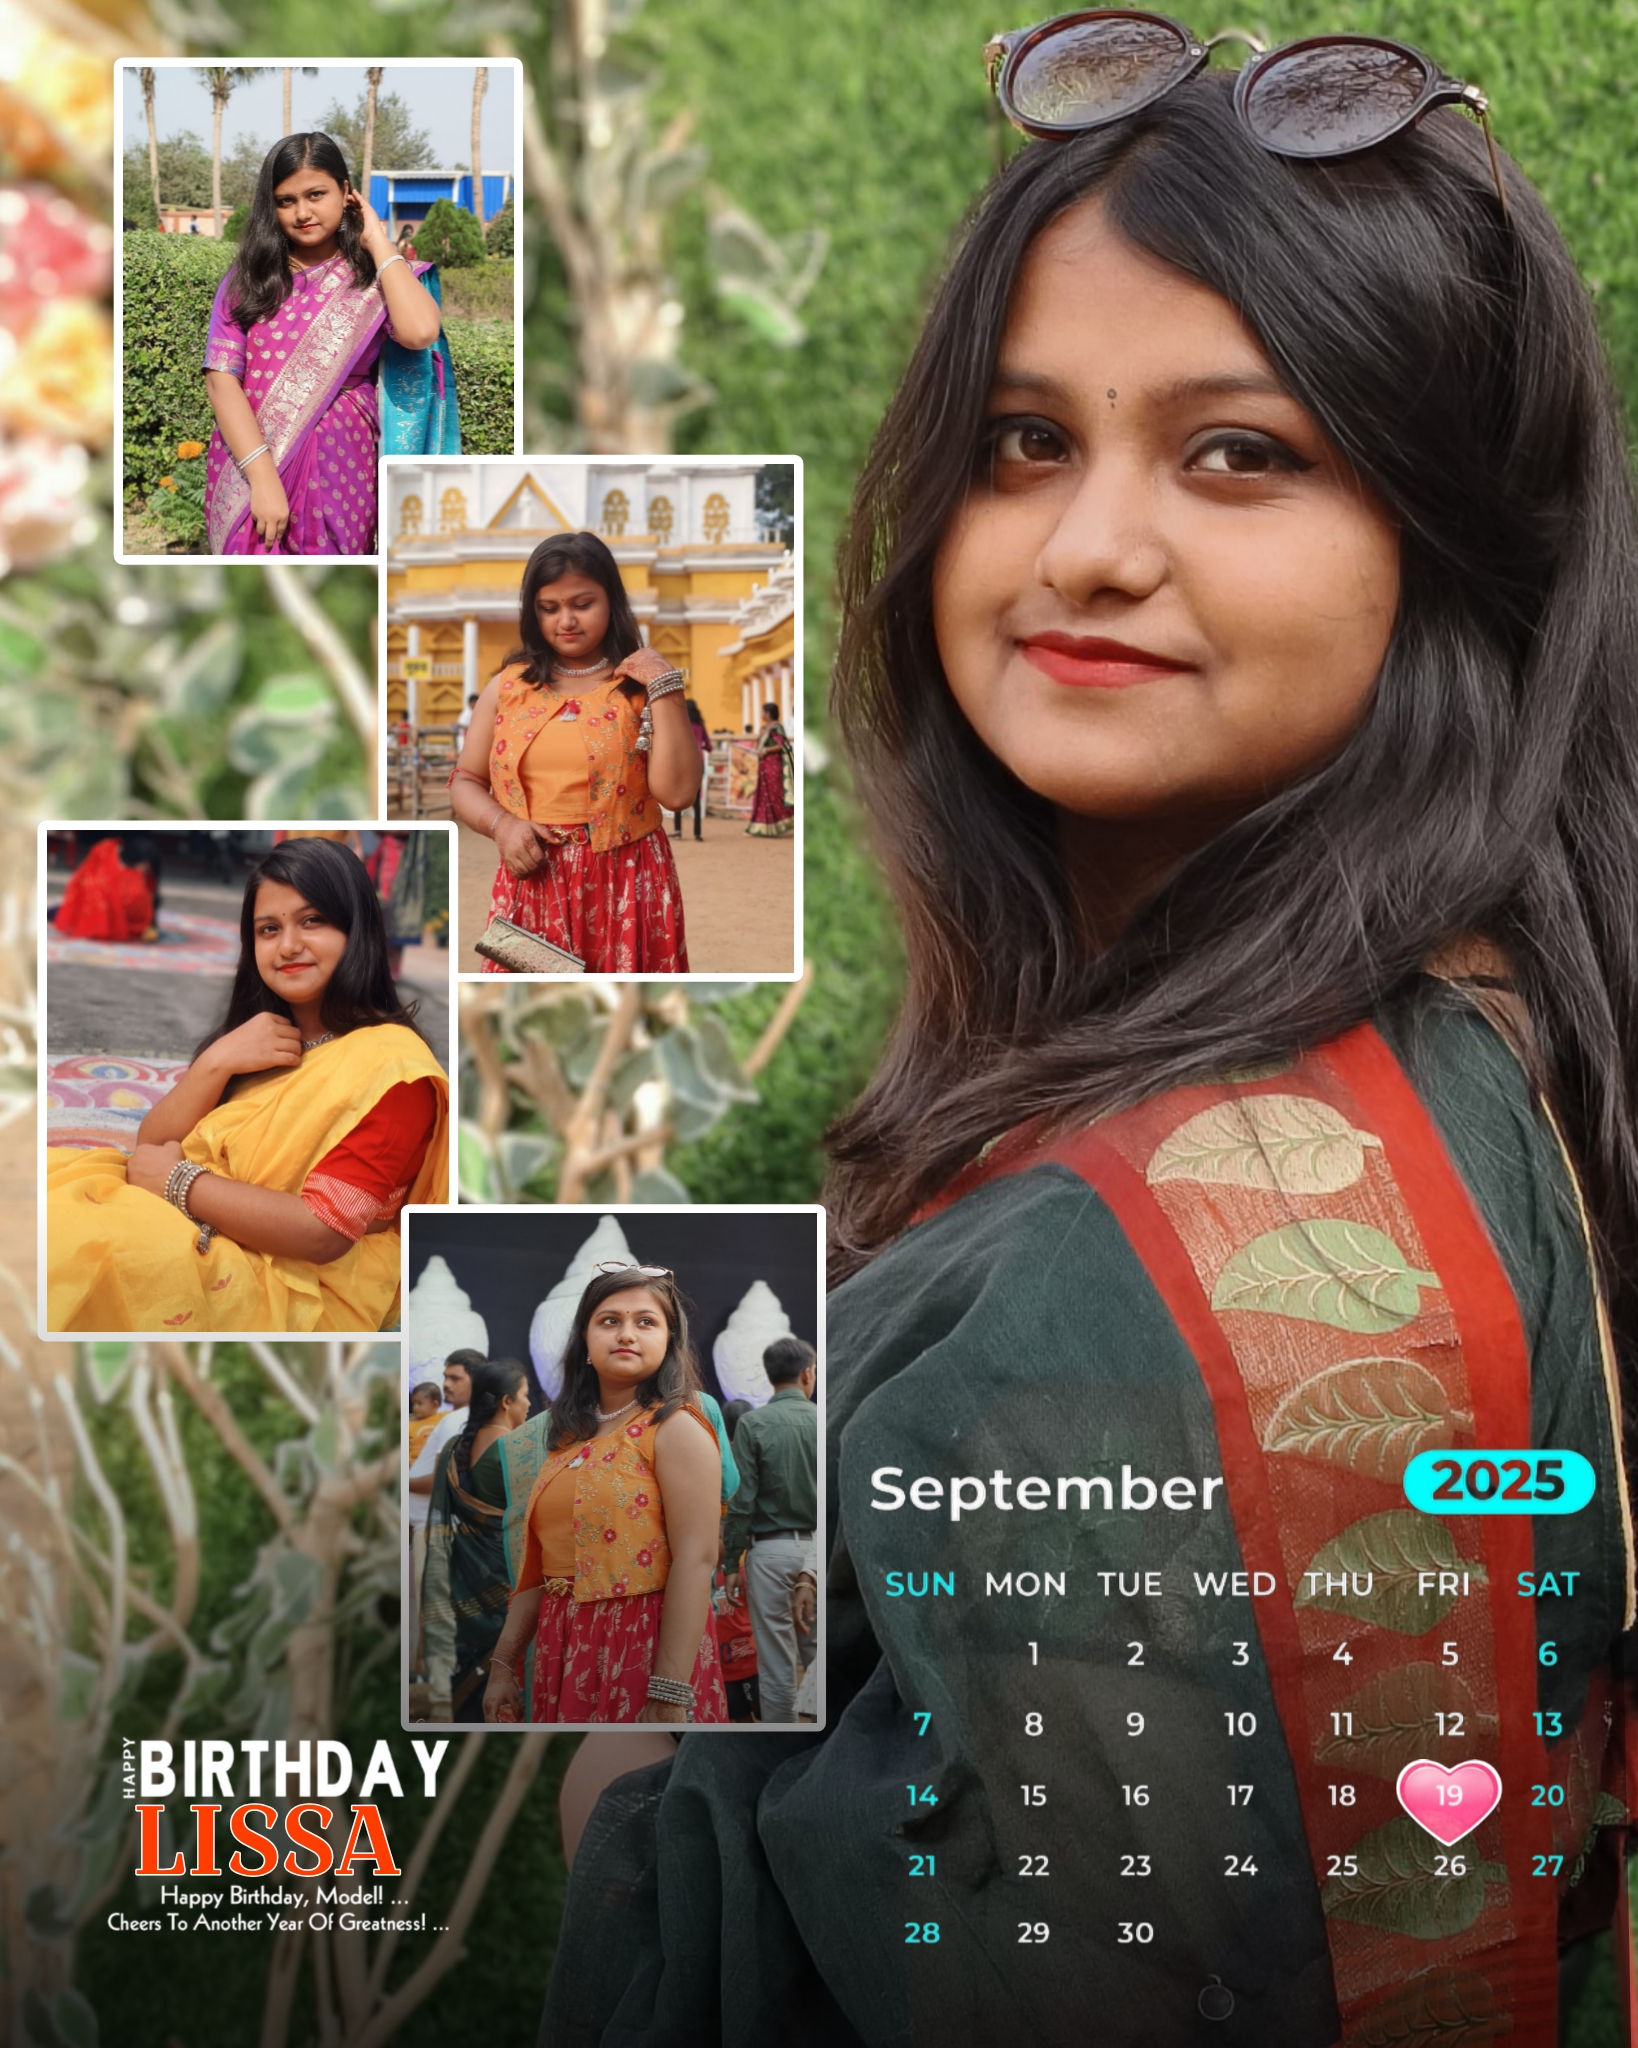 September 2025
SUN MON TUE WED THU FRI SAT
1 2 3 4 5 6
7 8 9 10 11 12 13
14 15 16 17 18 19 20
21 22 23 24 25 26 27
28 29 30
HAPPY
BIRTHDAY
LISSA
Happy Birthday, Model! ...
Cheers To Another Year Of Greatness! ...